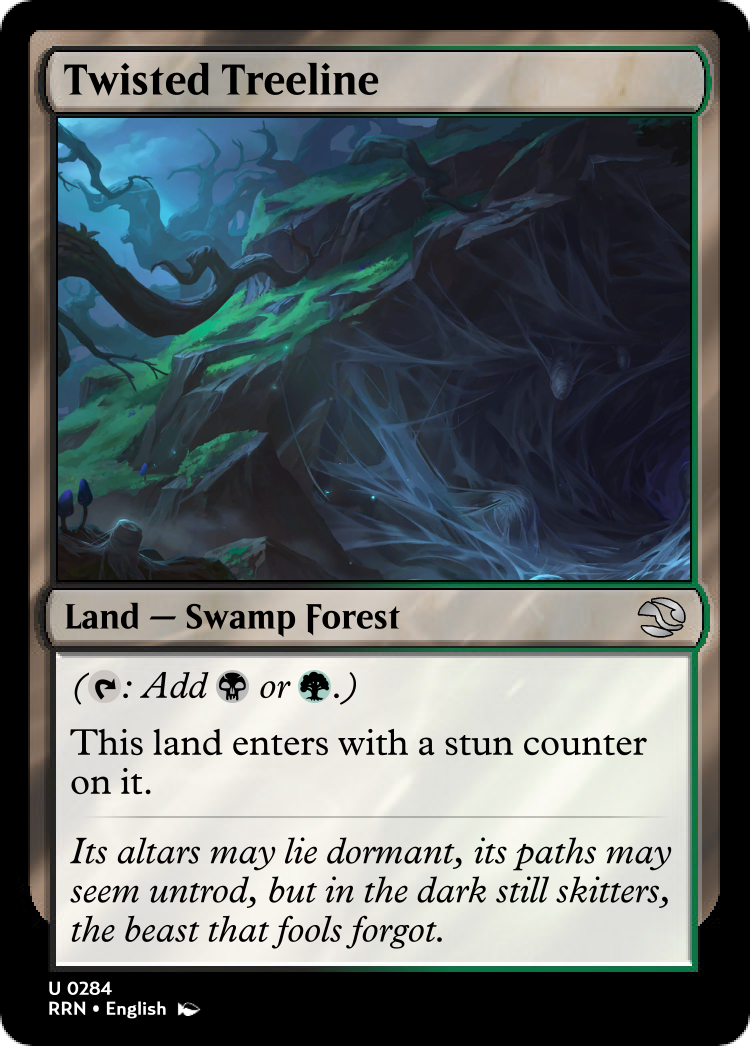 Twisted Treeline
Land — Swamp Forest
(: Add or .)
This land enters with a stun counter
on it.
Its altars may lie dormant, its paths may
seem untrod, but in the dark still skitters,
the beast that fools forgot.
U 0284
RRN • English